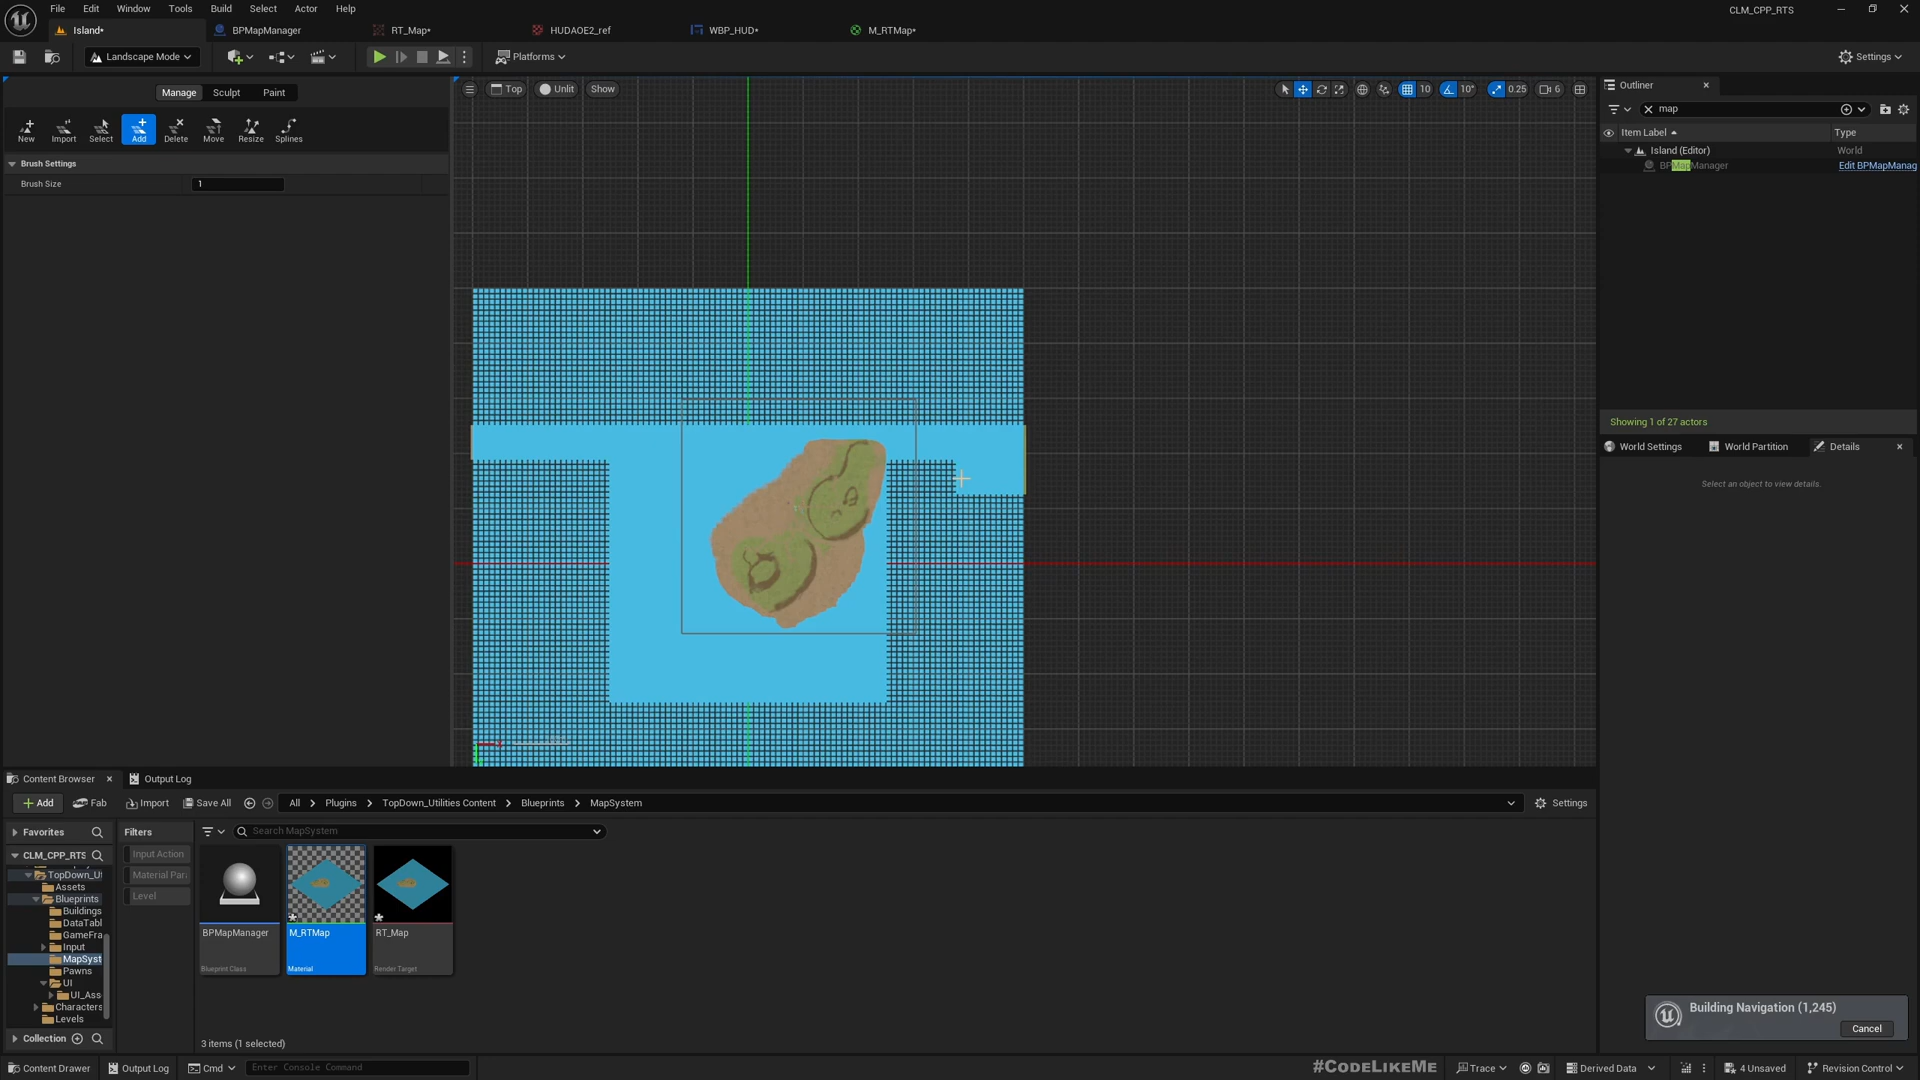 File Edit Window Tools Build Select Actor Help
CLM_CPP_RTS
Island*
BPMapManager
RT_Map*
HUDAOE2_ref
WBP_HUD*
M_RTMap*
Landscape Mode
Platforms
Settings
Manage Sculpt Paint
New Import Select Add Delete Move Resize Splines
Brush Settings
Brush Size 1
Top Unlit Show
10 10° 0.25 6
Outliner
map
Item Label Type
Island (Editor) World
BPMapManager Edit BPMapManag
Showing 1 of 27 actors
World Settings World Partition Details
Select an object to view details.
Content Browser Output Log
Add Fab Import Save All All Plugins TopDown_Utilities Content Blueprints MapSystem Settings
Favorites
CLM_CPP_RTS
TopDown_Ut
Assets
Blueprints
Buildings
DataTabl
GameFra
Input
MapSyst
Pawns
UI
UI_Ass
Characters
Levels
Collection
Filters
Input Action
Material Par
Level
Search MapSystem
BPMapManager
Blueprint Class
M_RTMap
Material
RT_Map
Render Target
3 items (1 selected)
Building Navigation (1,245)
Cancel
Content Drawer Output Log Cmd Enter Console Command
#CODELIKEME
Trace Derived Data 4 Unsaved Revision Control